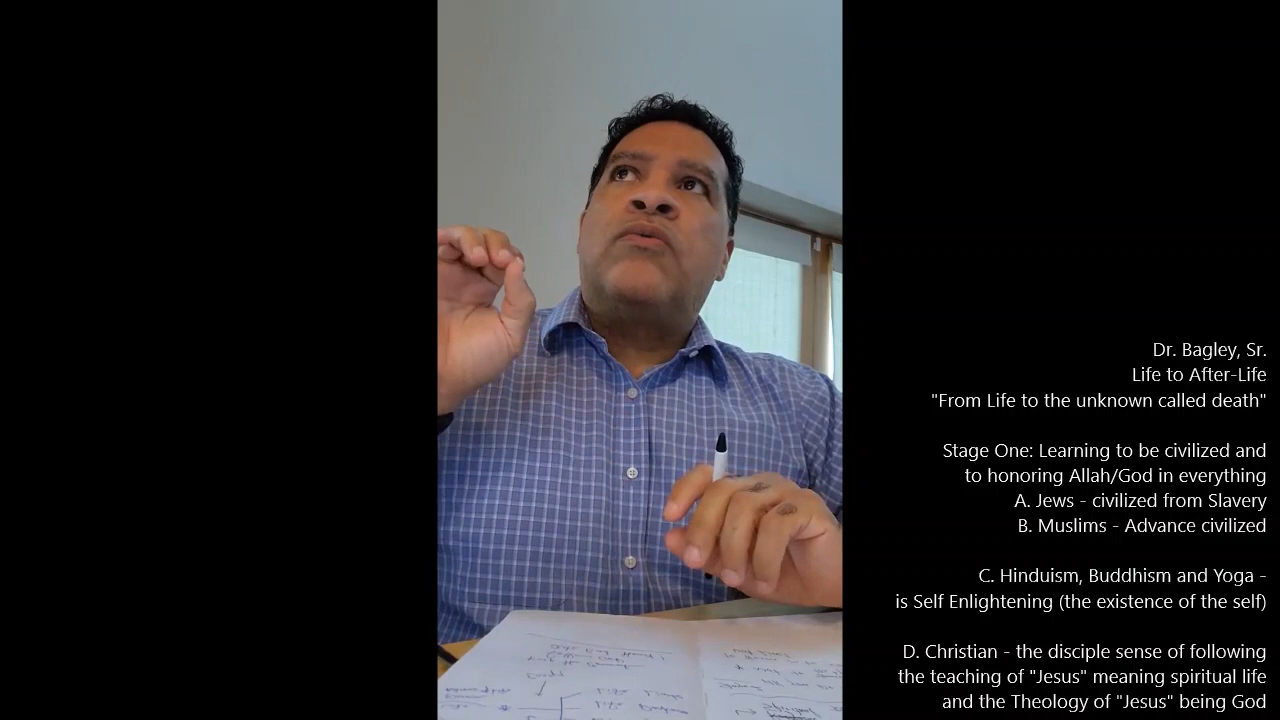 Dr. Bagley, Sr.
Life to After-Life
"From Life to the unknown called death"
Stage One: Learning to be civilized and
to honoring Allah/God in everything
A. Jews - civilized from Slavery
B. Muslims - Advance civilized
C. Hinduism, Buddhism and Yoga -
is Self Enlightening (the existence of the self)
D. Christian - the disciple sense of following
the teaching of "Jesus" meaning spiritual life
and the Theology of "Jesus" being God